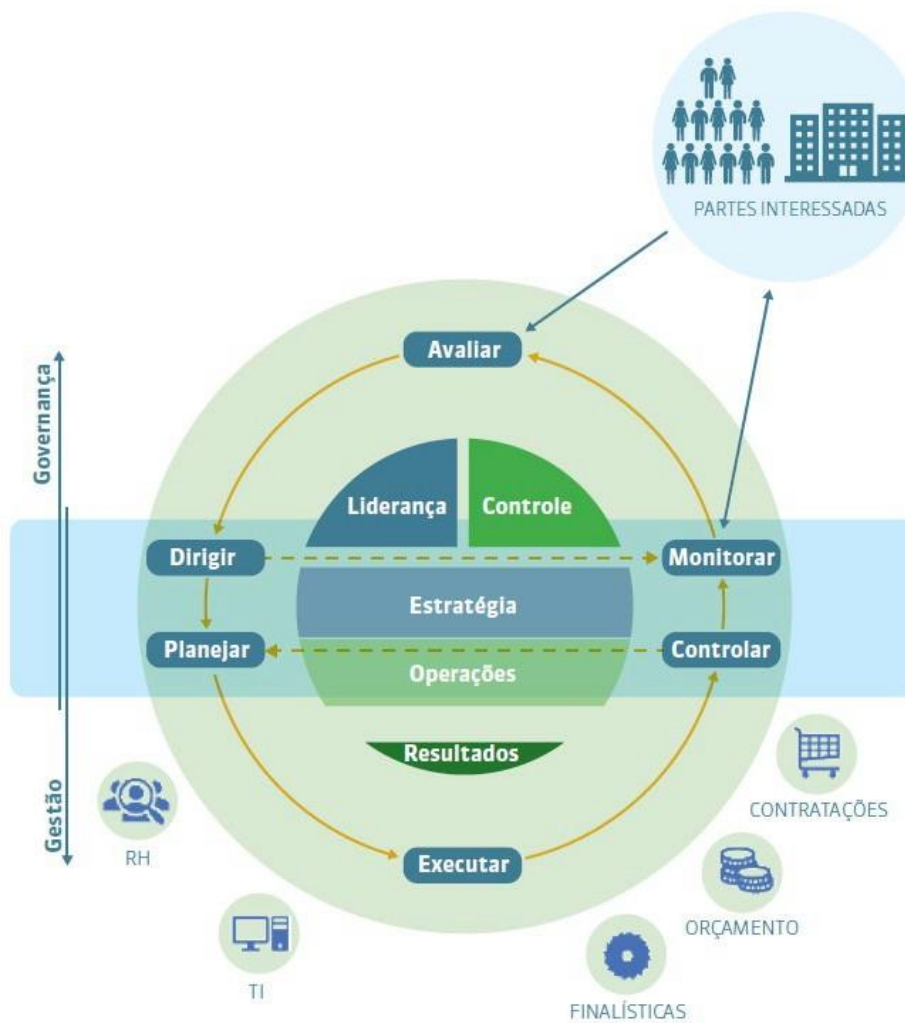 PARTES INTERESSADAS
Avaliar
Governança
Liderança
Controle
Dirigir
Monitorar
Estratégia
Planejar
Controlar
Operações
Resultados
Gestão
CONTRATAÇÕES
RH
Executar
ORÇAMENTO
TI
FINALÍSTICAS